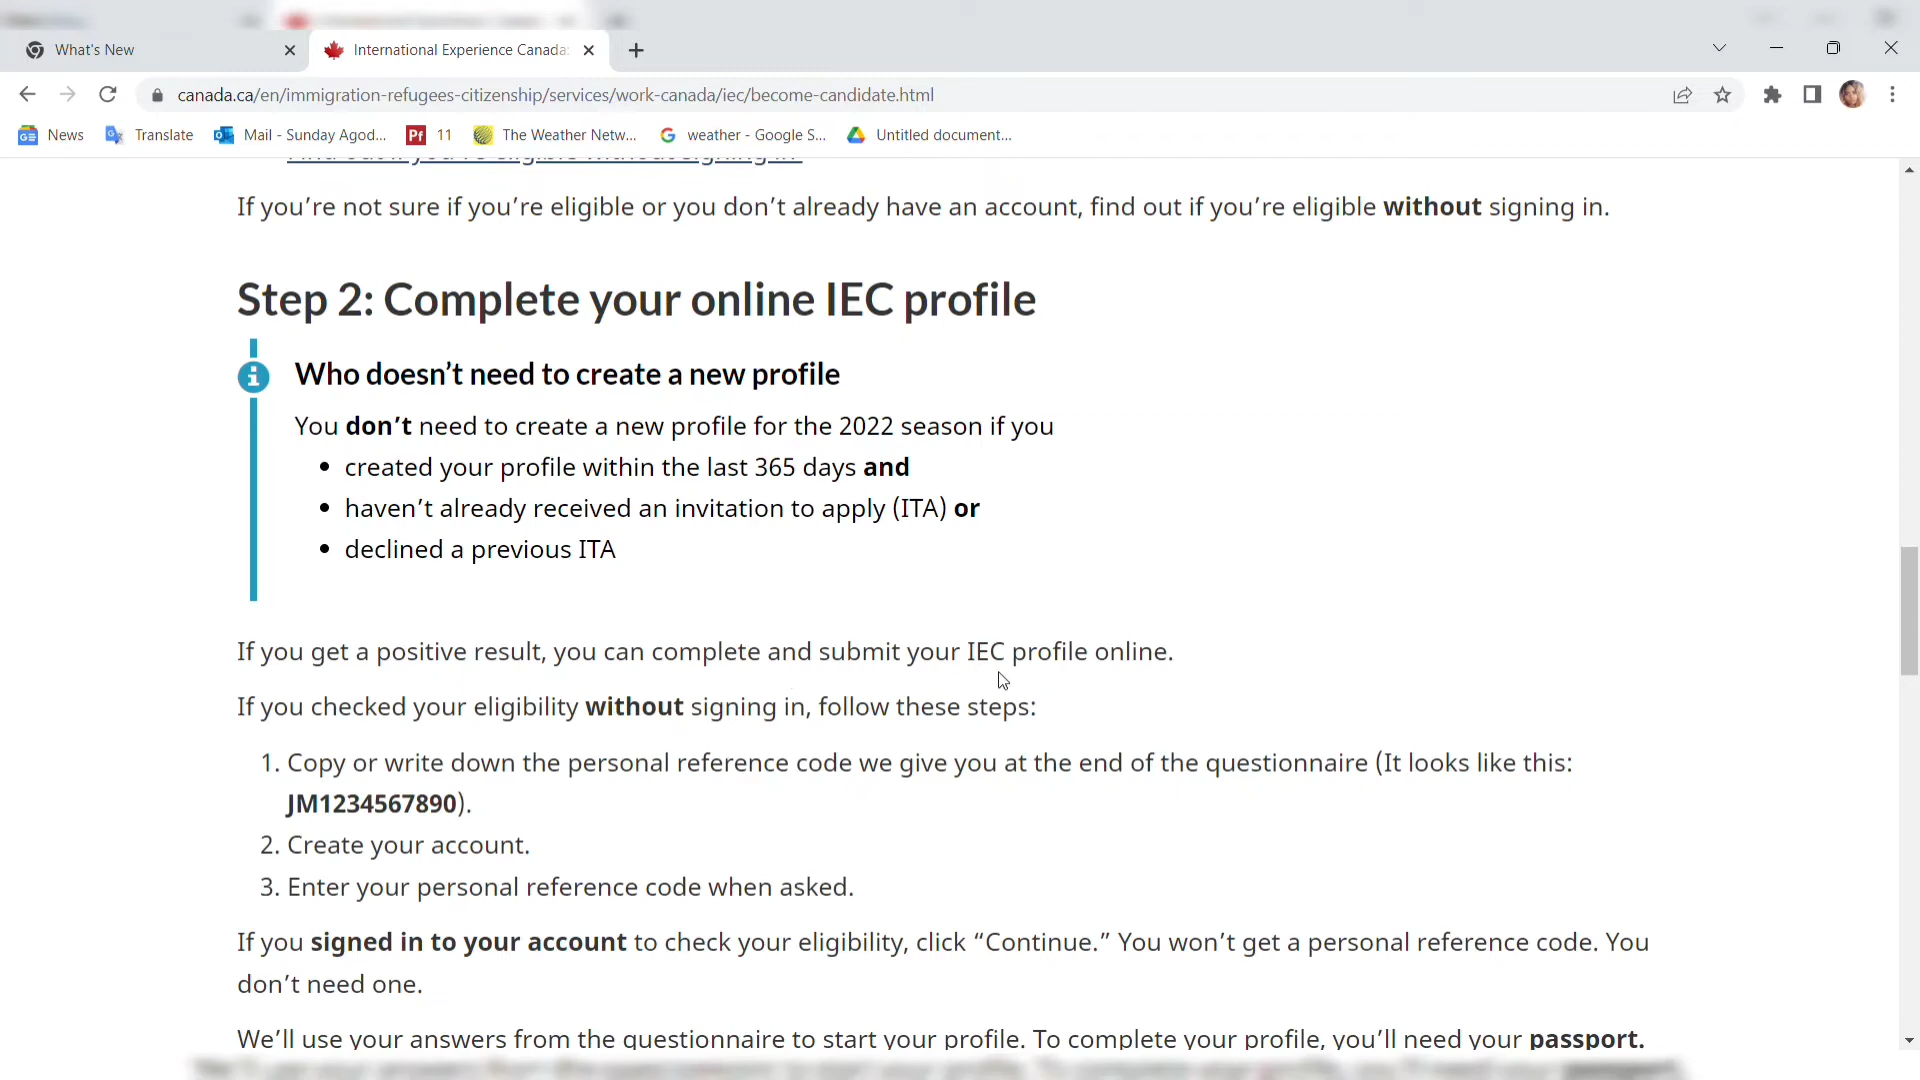 What's New
International Experience Canada:
canada.ca/en/immigration-refugees-citizenship/services/work-canada/iec/become-candidate.html
News
Translate
Mail - Sunday Agod...
Pf 11
The Weather Netw...
weather - Google S...
Untitled document...
Find out if you're eligible without signing in.
If you’re not sure if you’re eligible or you don’t already have an account, find out if you’re eligible without signing in.
Step 2: Complete your online IEC profile
Who doesn’t need to create a new profile
You don’t need to create a new profile for the 2022 season if you
• created your profile within the last 365 days and
• haven’t already received an invitation to apply (ITA) or
• declined a previous ITA
If you get a positive result, you can complete and submit your IEC profile online.
If you checked your eligibility without signing in, follow these steps:
1. Copy or write down the personal reference code we give you at the end of the questionnaire (It looks like this:
JM1234567890).
2. Create your account.
3. Enter your personal reference code when asked.
If you signed in to your account to check your eligibility, click “Continue.” You won’t get a personal reference code. You
don’t need one.
We’ll use your answers from the questionnaire to start your profile. To complete your profile, you’ll need your passport.